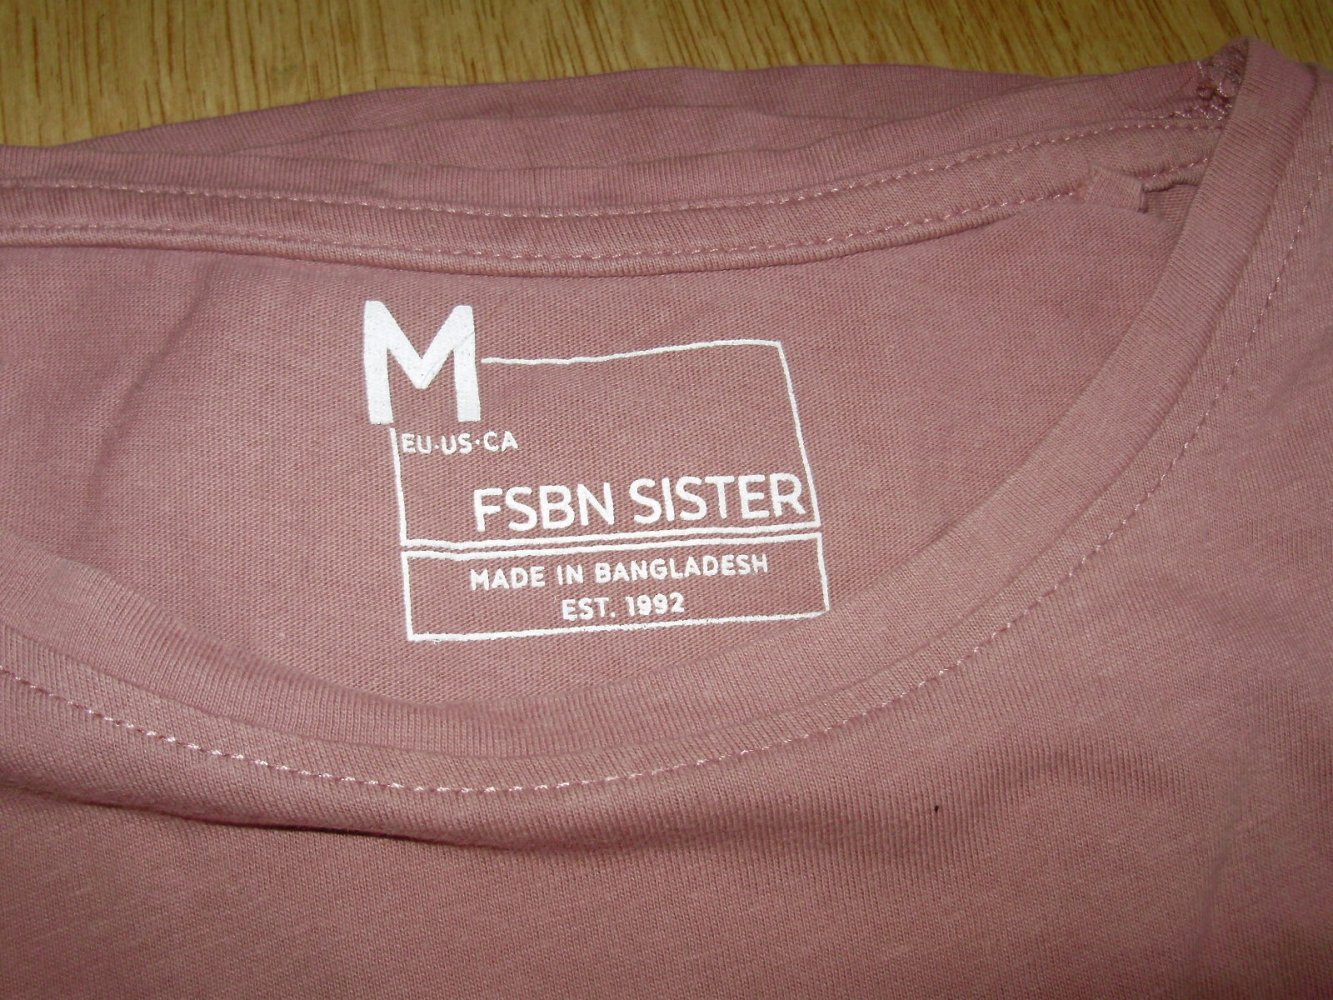 M
EU·US·CA
FSBN SISTER
MADE IN BANGLADESH
EST. 1992